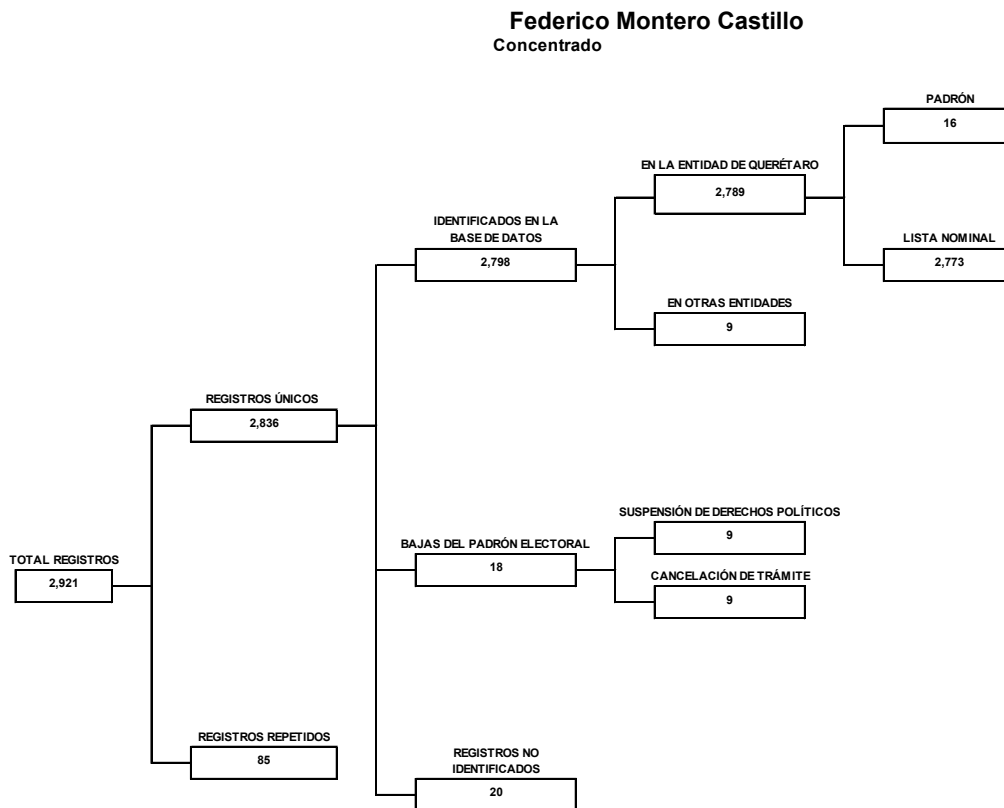 Federico Montero Castillo
Concentrado
PADRÓN
16
EN LA ENTIDAD DE QUERÉTARO
2,789
IDENTIFICADOS EN LA
BASE DE DATOS
2,798
LISTA NOMINAL
2,773
EN OTRAS ENTIDADES
9
REGISTROS ÚNICOS
2,836
SUSPENSIÓN DE DERECHOS POLÍTICOS
9
BAJAS DEL PADRÓN ELECTORAL
18
TOTAL REGISTROS
2,921
CANCELACIÓN DE TRÁMITE
9
REGISTROS REPETIDOS
85
REGISTROS NO
IDENTIFICADOS
20